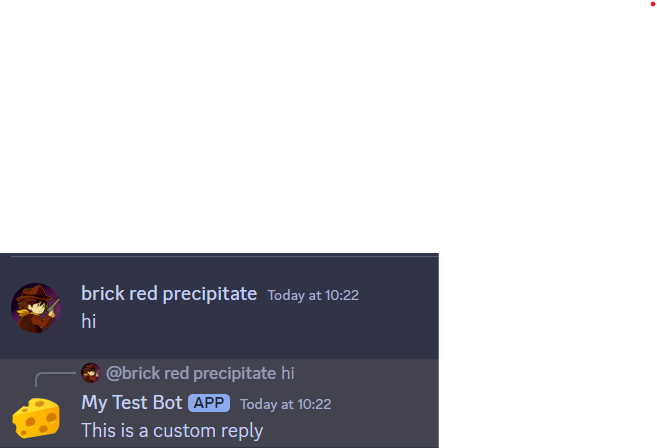 brick red precipitate Today at 10:22
hi
@brick red precipitate hi
My Test Bot APP Today at 10:22
This is a custom reply